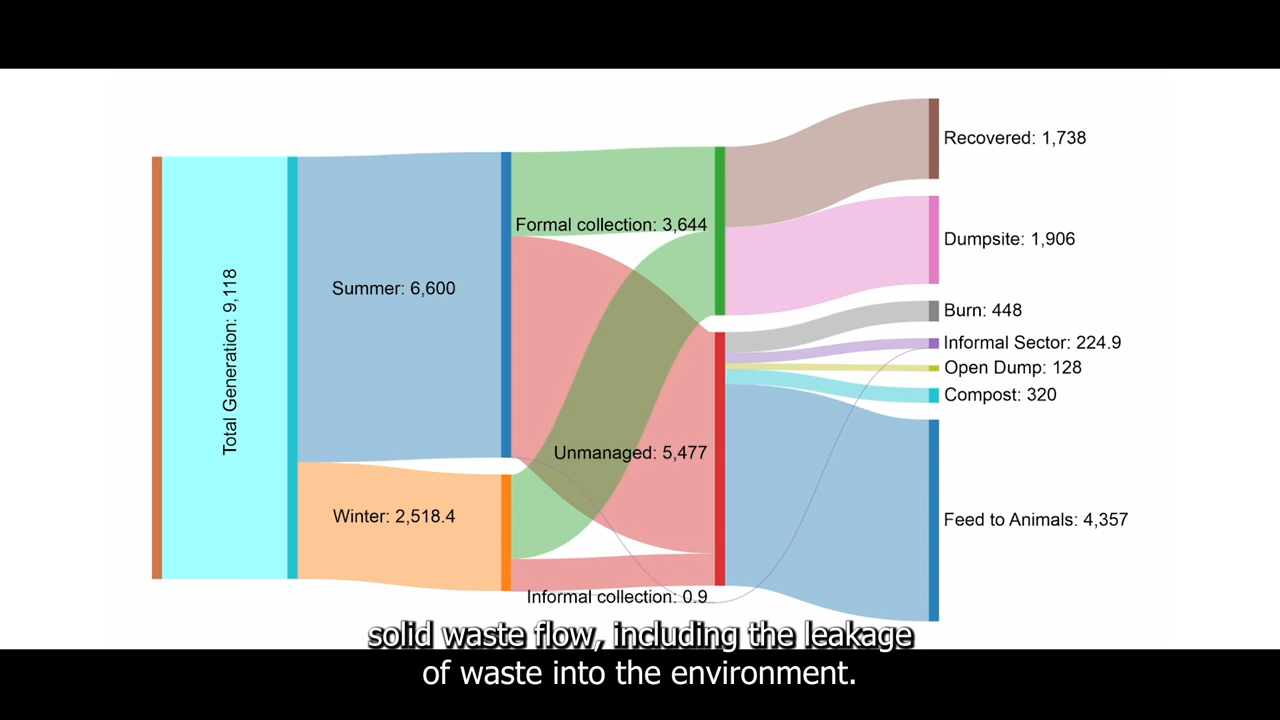 Total Generation: 9,118
Summer: 6,600
Winter: 2,518.4
Formal collection: 3,644
Unmanaged: 5,477
Informal collection: 0.9
Recovered: 1,738
Dumpsite: 1,906
Burn: 448
Informal Sector: 224.9
Open Dump: 128
Compost: 320
Feed to Animals: 4,357
solid waste flow, including the leakage
of waste into the environment.